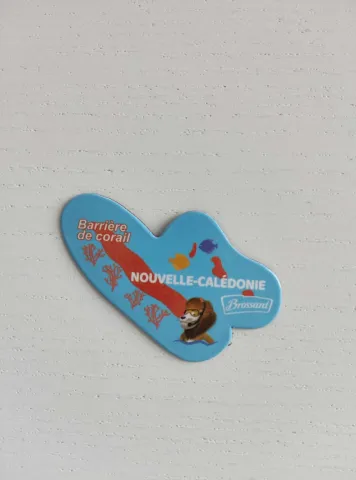 Barrière
de corail
NOUVELLE-CALÉDONIE
Brossard